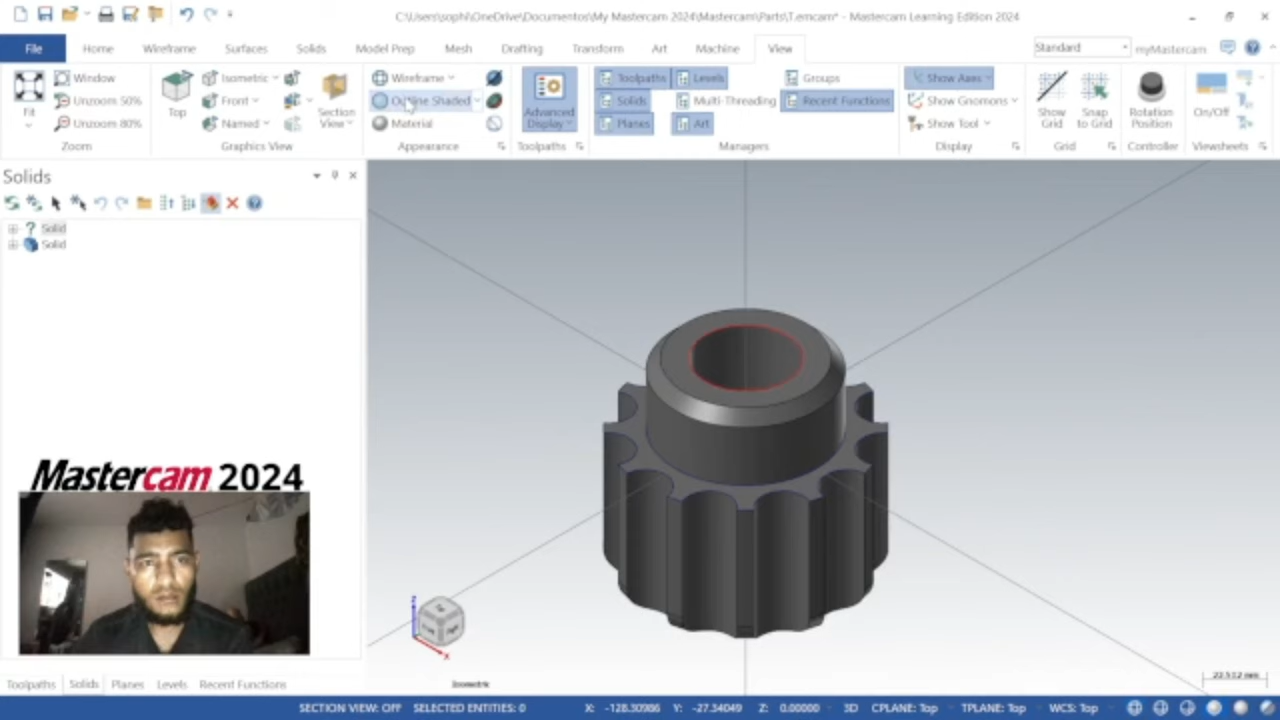 C:\Users\sophi\OneDrive\Documentos\My Mastercam 2024\Mastercam\Parts\T.emcam* - Mastercam Learning Edition 2024
File Home Wireframe Surfaces Solids Model Prep Mesh Drafting Transform Art Machine View Standard myMastercam
Window Isometric Wireframe Toolpaths Levels Groups Show Axes
Unzoom 50% Front Outline Shaded Solids Multi-Threading Recent Functions Show Gnomons
Unzoom 80% Named Material Planes Art Show Tool
Fit Top Section View Advanced Display Show Grid Snap to Grid Rotation Position On/Off
Zoom Graphics View Appearance Toolpaths Managers Display Grid Controller Viewsheets
Solids
Solid
Solid
Mastercam 2024
Toolpaths Solids Planes Levels Recent Functions
Isometric
22.512 mm
SECTION VIEW: OFF SELECTED ENTITIES: 0 X: -128.30986 Y: -27.34049 Z: 0.00000 3D CPLANE: Top TPLANE: Top WCS: Top